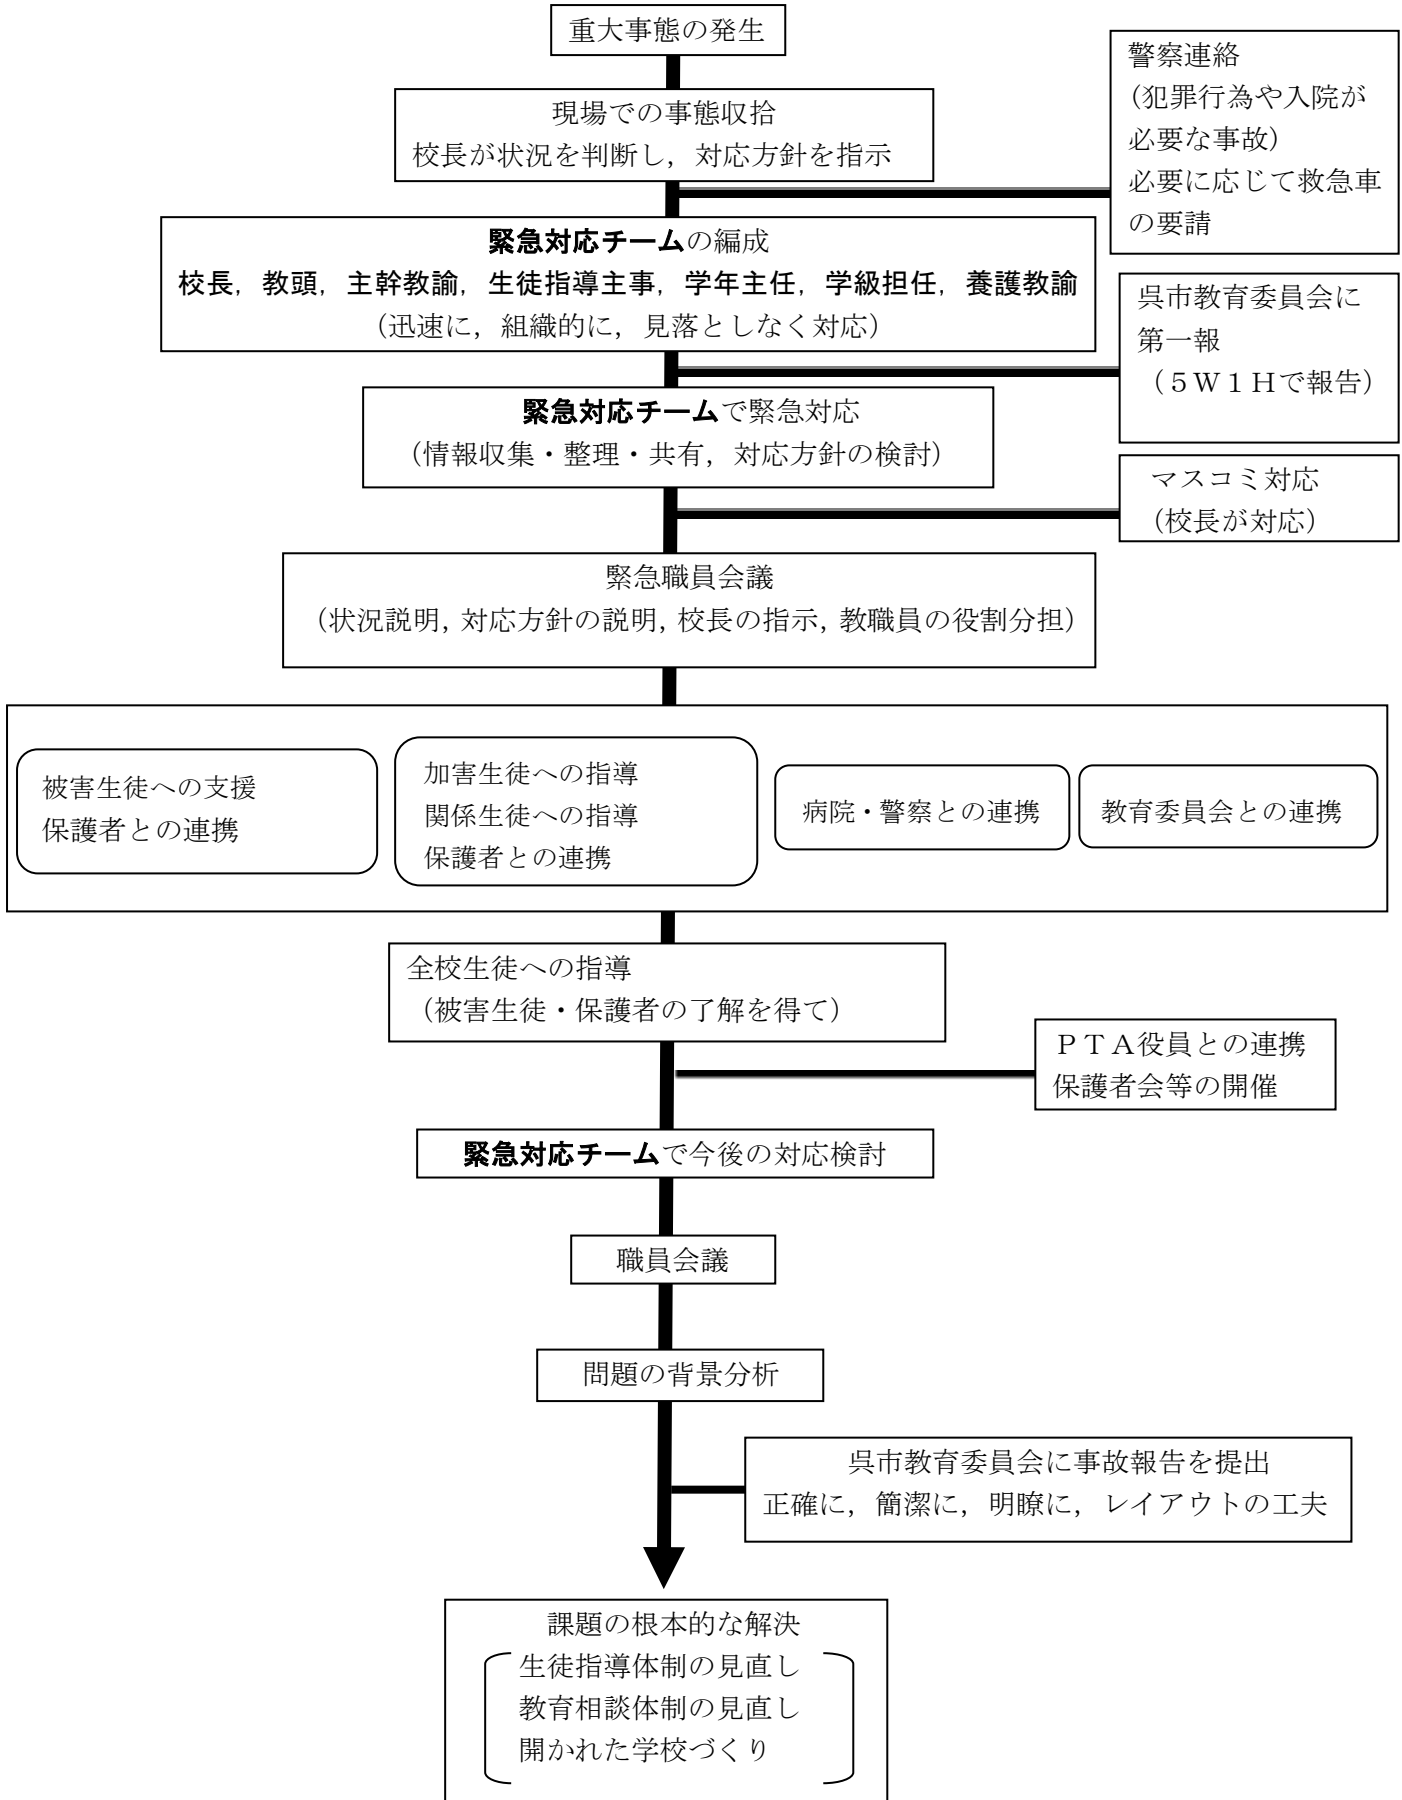 重大事態の発生
警察連絡
(犯罪行為や入院が
必要な事故)
必要に応じて救急車
の要請
現場での事態収拾
校長が状況を判断し，対応方針を指示
緊急対応チームの編成
校長，教頭，主幹教諭，生徒指導主事，学年主任，学級担任，養護教諭
（迅速に，組織的に，見落としなく対応）
呉市教育委員会に
第一報
（５Ｗ１Ｈで報告）
緊急対応チームで緊急対応
（情報収集・整理・共有，対応方針の検討）
マスコミ対応
（校長が対応）
緊急職員会議
（状況説明，対応方針の説明，校長の指示，教職員の役割分担）
被害生徒への支援
保護者との連携
加害生徒への指導
関係生徒への指導
保護者との連携
病院・警察との連携
教育委員会との連携
全校生徒への指導
（被害生徒・保護者の了解を得て）
ＰＴＡ役員との連携
保護者会等の開催
緊急対応チームで今後の対応検討
職員会議
問題の背景分析
呉市教育委員会に事故報告を提出
正確に，簡潔に，明瞭に，レイアウトの工夫
課題の根本的な解決
生徒指導体制の見直し
教育相談体制の見直し
開かれた学校づくり